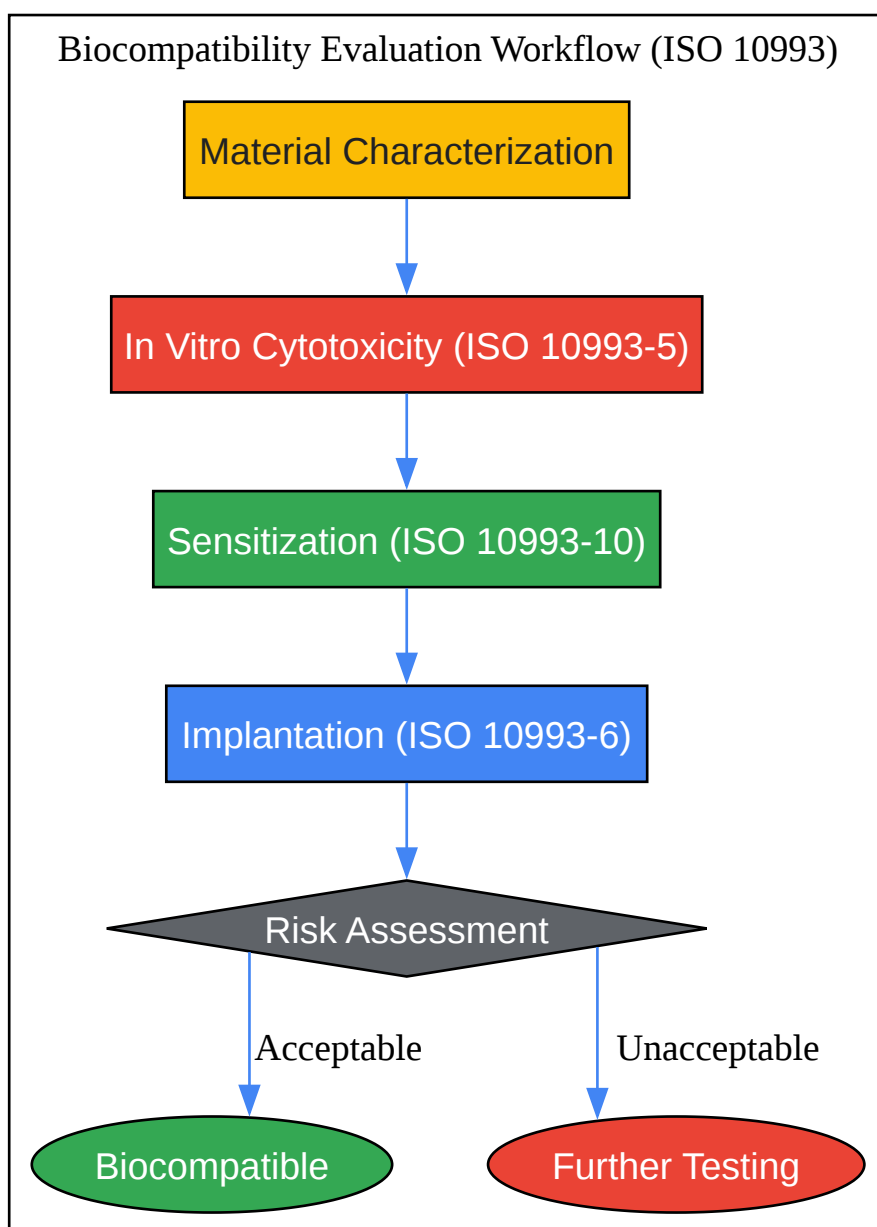 Biocompatibility Evaluation Workflow (ISO 10993)
Material Characterization
In Vitro Cytotoxicity (ISO 10993-5)
Sensitization (ISO 10993-10)
Implantation (ISO 10993-6)
Risk Assessment
Acceptable
Unacceptable
Biocompatible
Further Testing